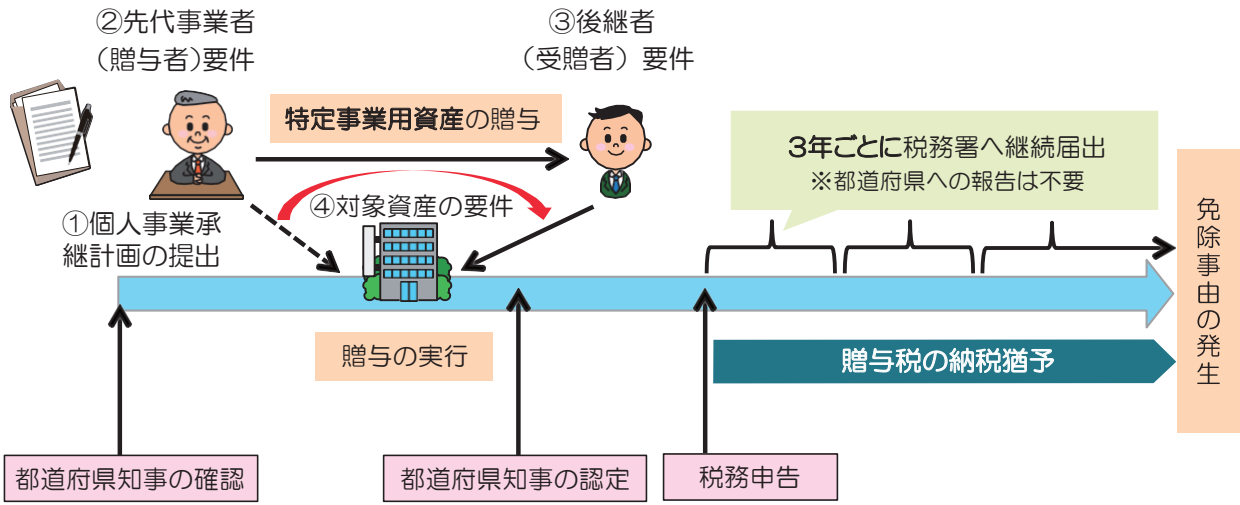 ②先代事業者
（贈与者）要件
③後継者
（受贈者）要件
特定事業用資産の贈与
3年ごとに税務署へ継続届出
※都道府県への報告は不要
①個人事業承
継計画の提出
④対象資産の要件
免除事由の発生
贈与の実行
贈与税の納税猶予
都道府県知事の確認
都道府県知事の認定
税務申告